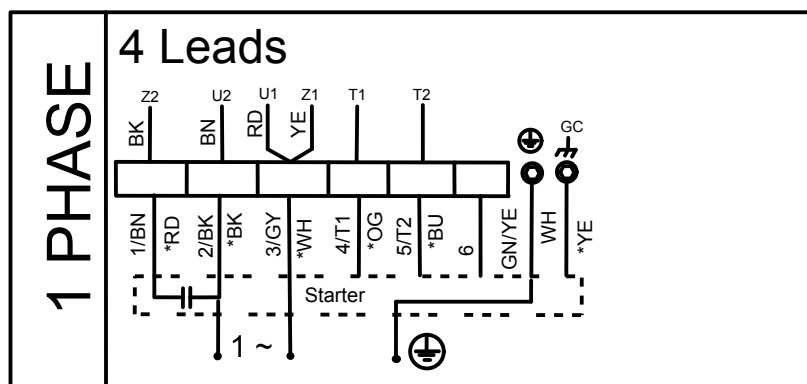 1 PHASE
4 Leads
Z2 U2 U1 Z1 T1 T2
BK BN RD YE GC
1/BN *RD 2/BK *BK 3/GY *WH 4/T1 *OG 5/T2 *BU 6 GN/YE WH *YE
Starter
1 ~